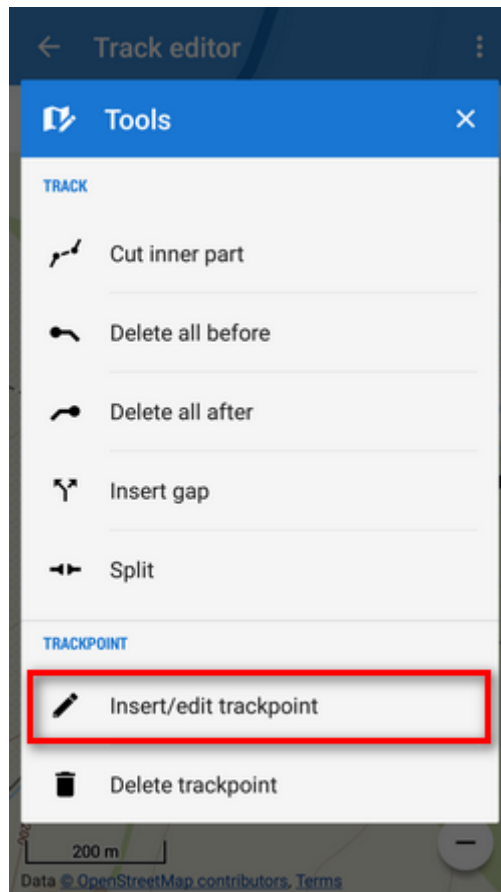 Track editor
Tools
TRACK
Cut inner part
Delete all before
Delete all after
Insert gap
Split
TRACKPOINT
Insert/edit trackpoint
Delete trackpoint
200
200 m
Data © OpenStreetMap contributors, Terms